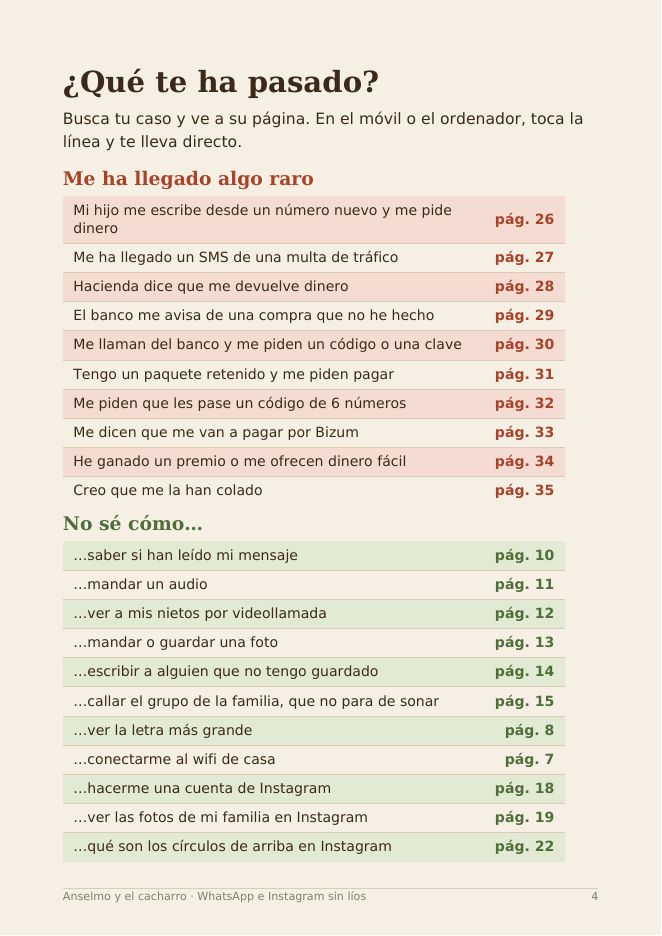 ¿Qué te ha pasado?
Busca tu caso y ve a su página. En el móvil o el ordenador, toca la
línea y te lleva directo.
Me ha llegado algo raro
Mi hijo me escribe desde un número nuevo y me pide
dinero pág. 26
Me ha llegado un SMS de una multa de tráfico pág. 27
Hacienda dice que me devuelve dinero pág. 28
El banco me avisa de una compra que no he hecho pág. 29
Me llaman del banco y me piden un código o una clave pág. 30
Tengo un paquete retenido y me piden pagar pág. 31
Me piden que les pase un código de 6 números pág. 32
Me dicen que me van a pagar por Bizum pág. 33
He ganado un premio o me ofrecen dinero fácil pág. 34
Creo que me la han colado pág. 35
No sé cómo...
...saber si han leído mi mensaje pág. 10
...mandar un audio pág. 11
...ver a mis nietos por videollamada pág. 12
...mandar o guardar una foto pág. 13
...escribir a alguien que no tengo guardado pág. 14
...callar el grupo de la familia, que no para de sonar pág. 15
...ver la letra más grande pág. 8
...conectarme al wifi de casa pág. 7
...hacerme una cuenta de Instagram pág. 18
...ver las fotos de mi familia en Instagram pág. 19
...qué son los círculos de arriba en Instagram pág. 22
Anselmo y el cacharro · WhatsApp e Instagram sin líos 4